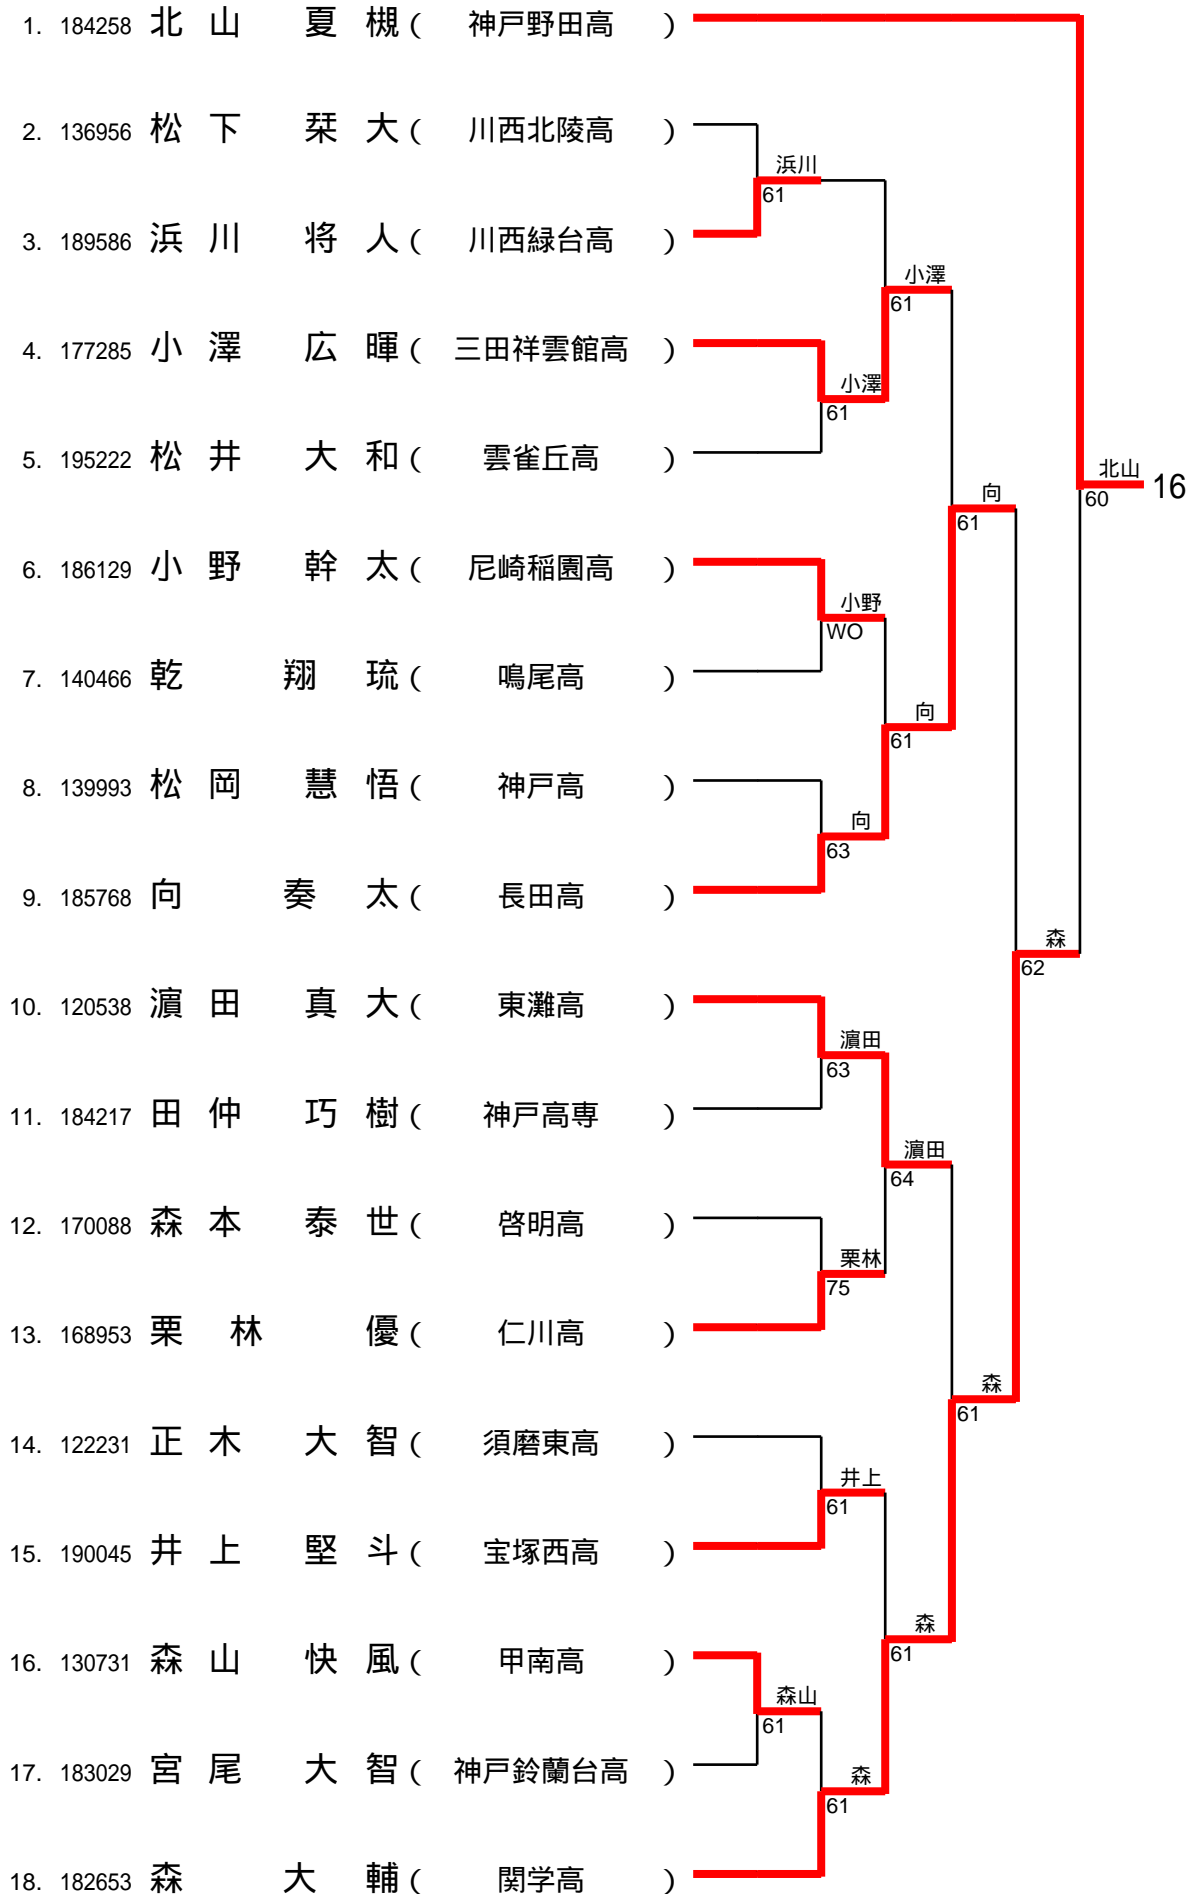 1. 184258 北山 夏槻 ( 神戸野田高 )
2. 136956 松下 栞大 ( 川西北陵高 )
浜川
61
3. 189586 浜川 将人 ( 川西緑台高 )
小澤
61
4. 177285 小澤 広暉 ( 三田祥雲館高 )
小澤
61
5. 195222 松井 大和 ( 雲雀丘高 )
北山
60
16
向
61
6. 186129 小野 幹太 ( 尼崎稲園高 )
小野
WO
7. 140466 乾 翔琉 ( 鳴尾高 )
向
61
8. 139993 松岡 慧悟 ( 神戸高 )
向
63
9. 185768 向 奏太 ( 長田高 )
森
62
10. 120538 濵田 真大 ( 東灘高 )
濵田
63
11. 184217 田仲 巧樹 ( 神戸高専 )
濵田
64
12. 170088 森本 泰世 ( 啓明高 )
栗林
75
13. 168953 栗林 優 ( 仁川高 )
森
61
14. 122231 正木 大智 ( 須磨東高 )
井上
61
15. 190045 井上 堅斗 ( 宝塚西高 )
森
61
16. 130731 森山 快風 ( 甲南高 )
森山
61
17. 183029 宮尾 大智 ( 神戸鈴蘭台高 )
森
61
18. 182653 森 大輔 ( 関学高 )